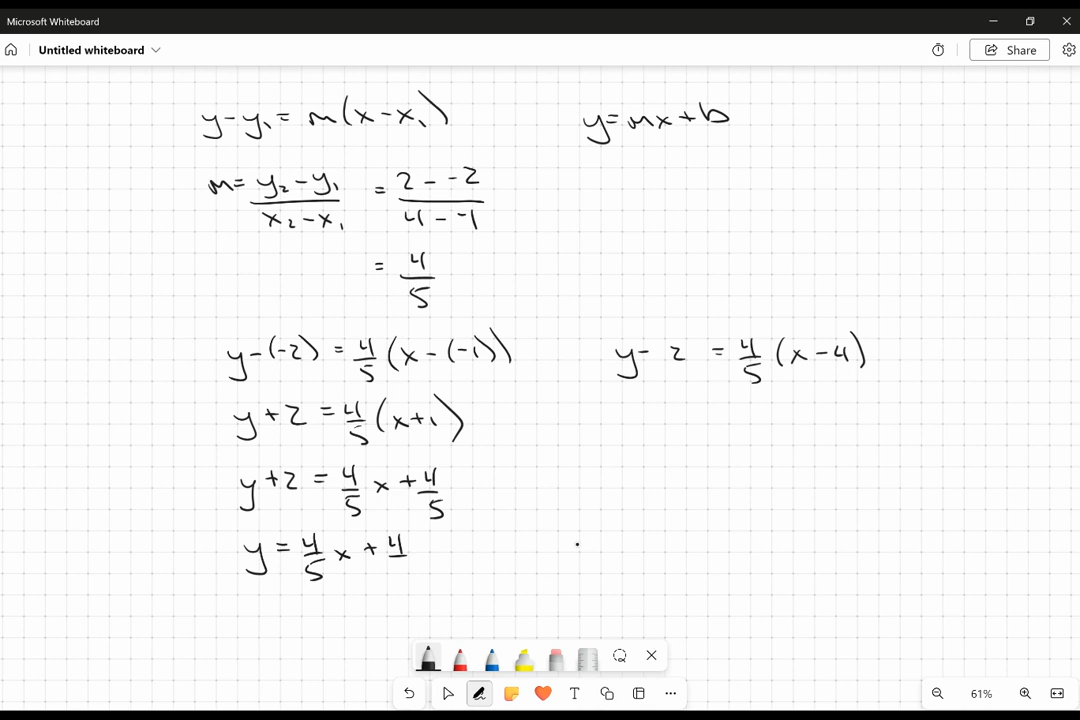 Microsoft Whiteboard
Untitled whiteboard
Share
y-y₁= m(x-x₁)
y=mx+b
m= y₂-y₁/x₂-x₁ = 2--2/4--1
= 4/5
y-(-2) = 4/5(x-(-1))
y- 2 = 4/5(x-4)
y+2 = 4/5(x+1)
y+2 = 4/5 x + 4/5
y = 4/5 x + 4
61%